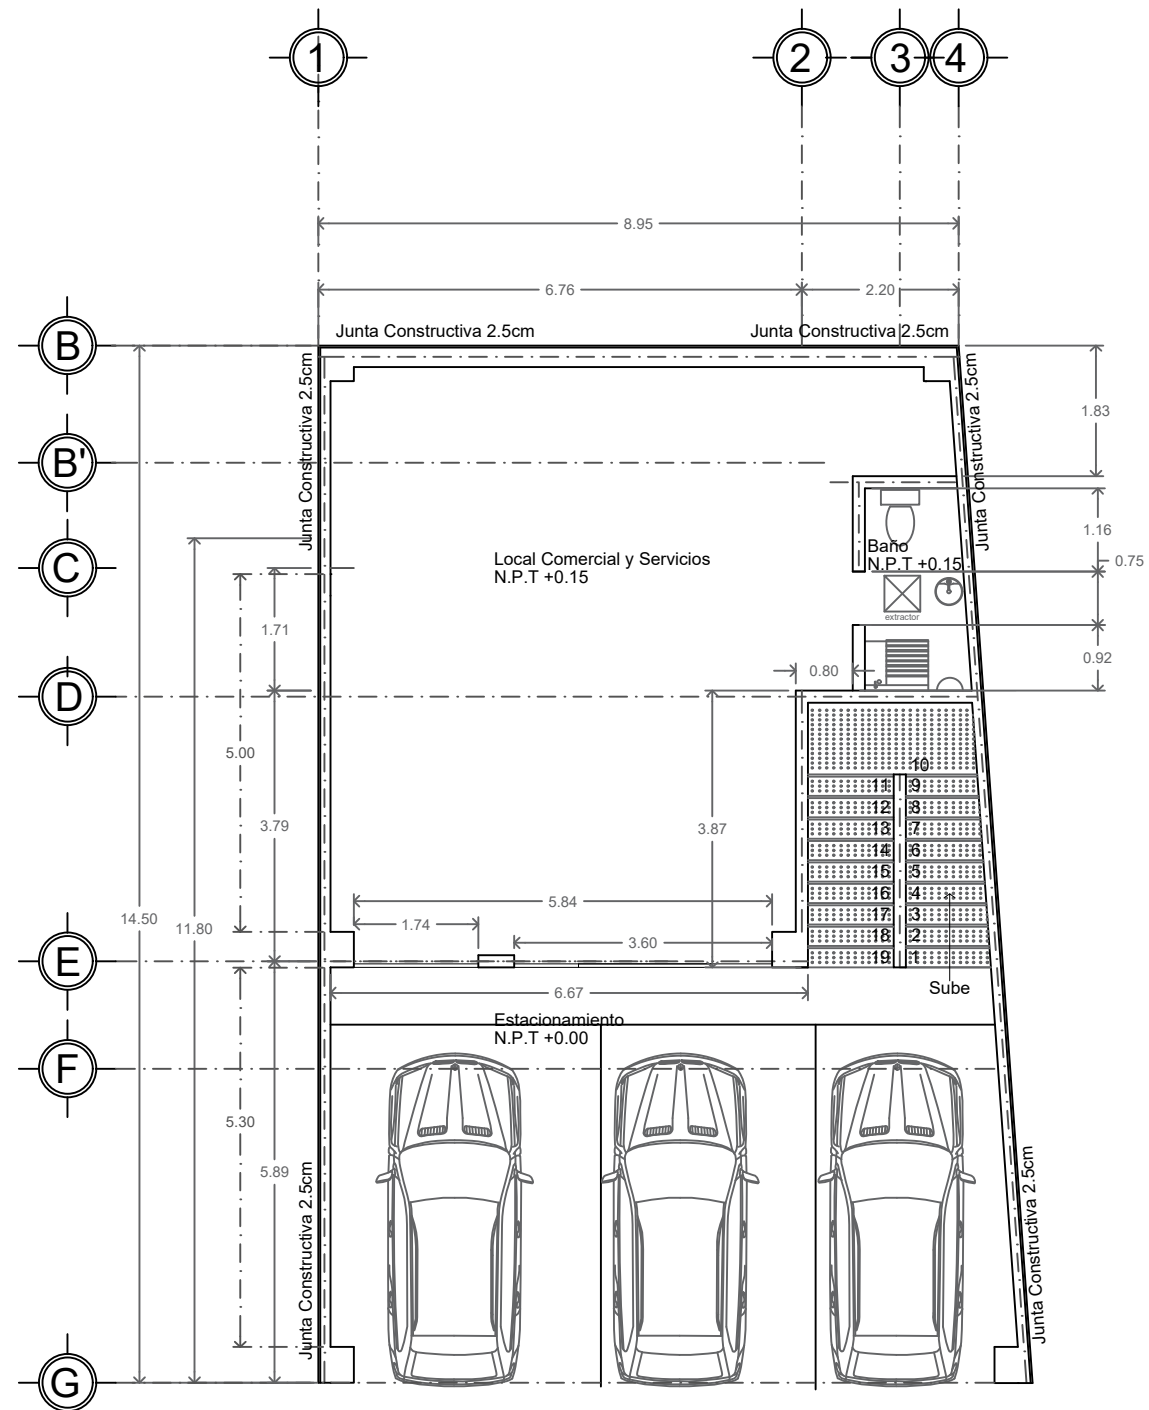 1
2
3
4
8.95
6.76
2.20
Junta Constructiva 2.5cm
Junta Constructiva 2.5cm
B
B'
C
D
E
F
G
Junta Constructiva 2.5cm
Junta Constructiva 2.5cm
1.83
1.16
0.75
0.92
Local Comercial y Servicios
N.P.T +0.15
Baño
N.P.T +0.15
extractor
0.80
1.71
5.00
3.79
3.87
14.50
11.80
5.84
1.74
3.60
6.67
10
11
9
12
8
13
7
14
6
15
5
16
4
17
3
18
2
19
1
Sube
Estacionamiento
N.P.T +0.00
5.30
5.89
Junta Constructiva 2.5cm
Junta Constructiva 2.5cm